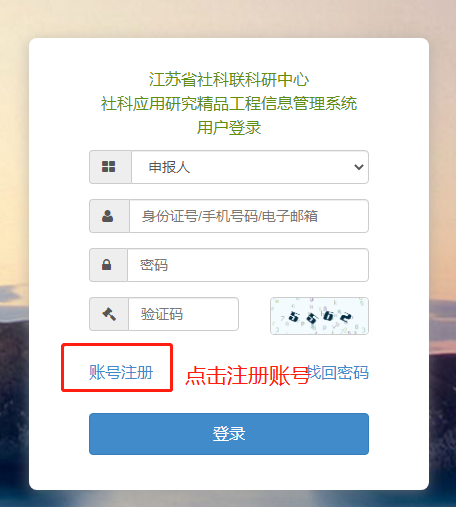 江苏省社科联科研中心
社科应用研究精品工程信息管理系统
用户登录
申报人
身份证号/手机号码/电子邮箱
密码
验证码 5502
账号注册 点击注册账号 找回密码
登录